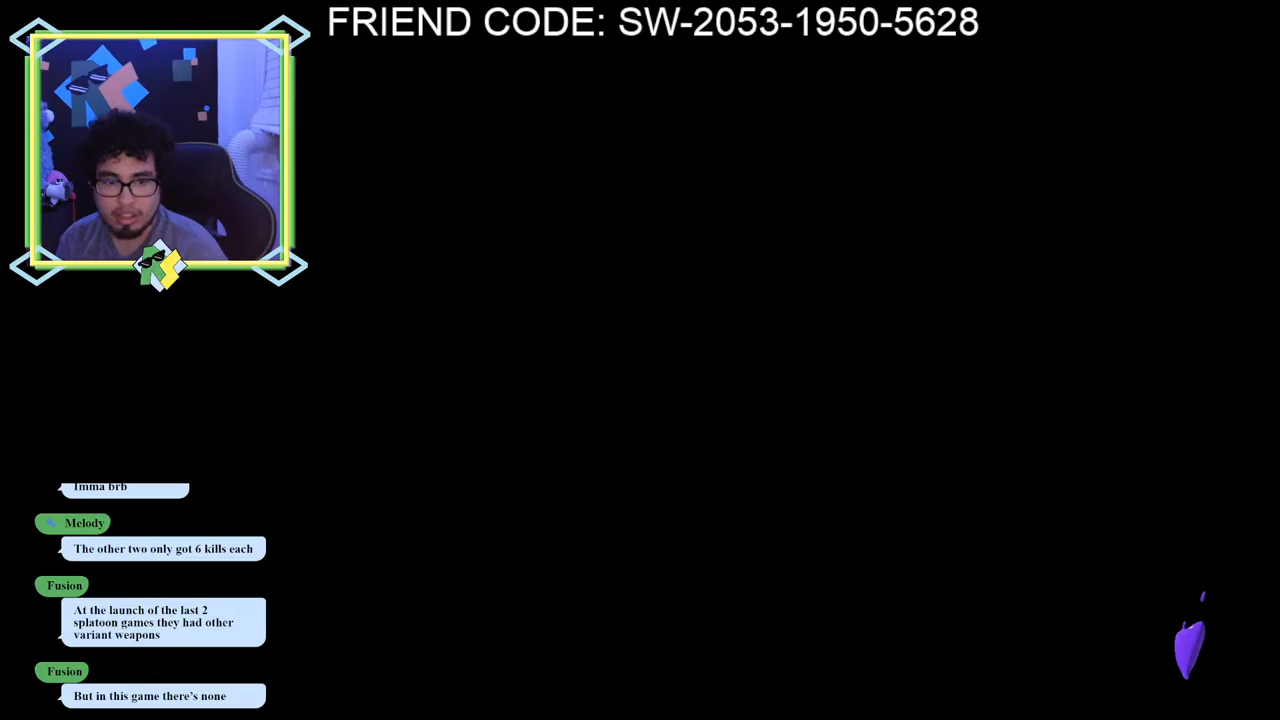 FRIEND CODE: SW-2053-1950-5628
Imma brb
Melody
The other two only got 6 kills each
Fusion
At the launch of the last 2
splatoon games they had other
variant weapons
Fusion
But in this game there's none